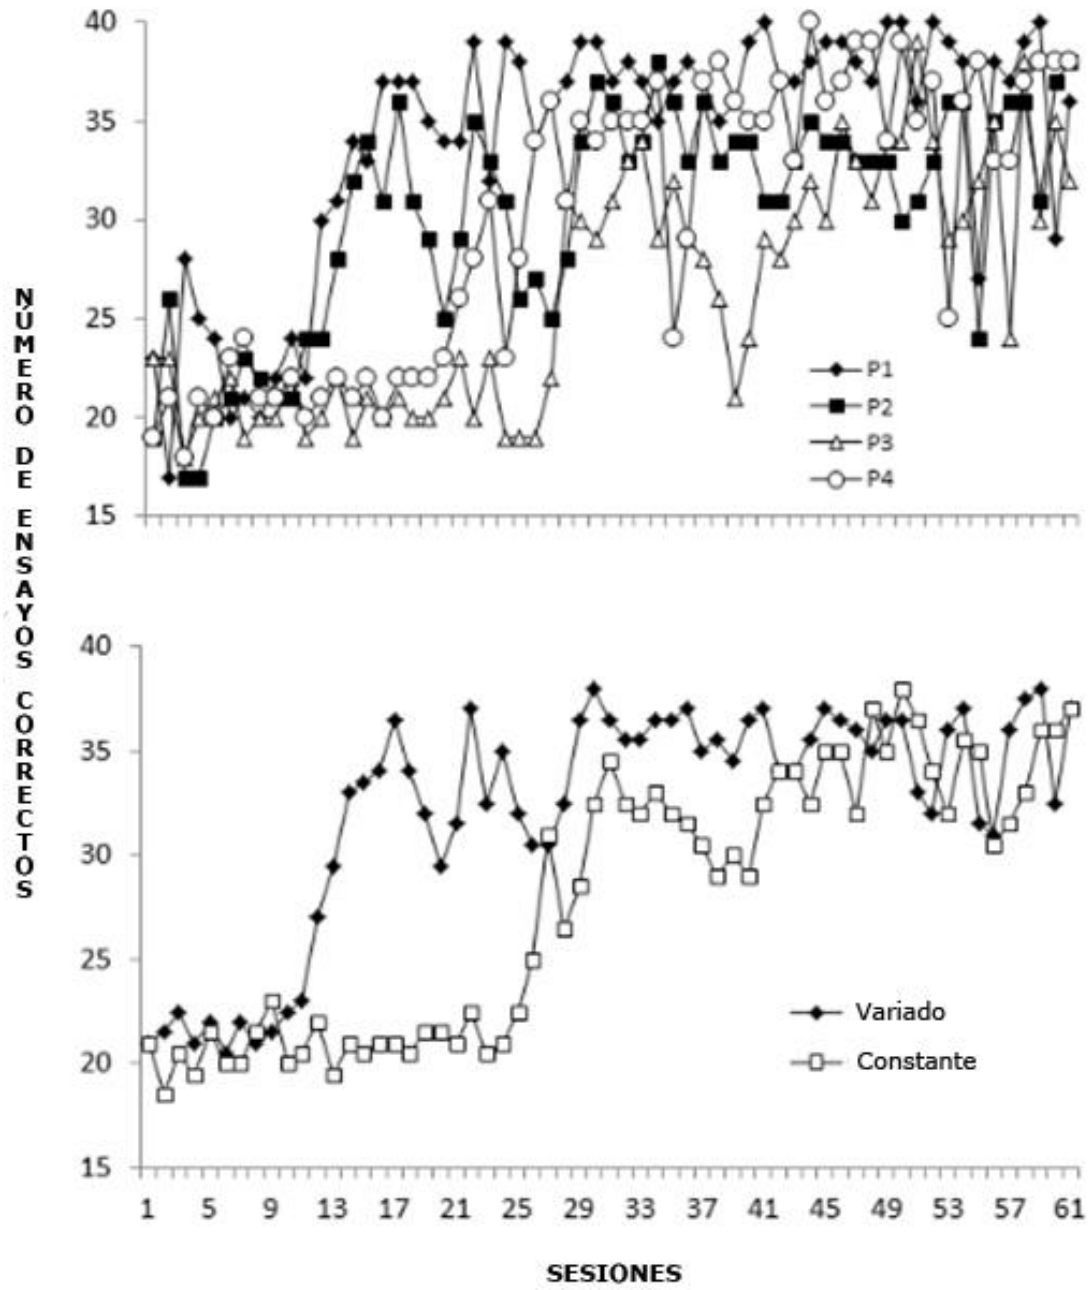 NÚMERO DE ENSAYOS CORRECTOS
40
35
30
25
20
15
P1
P2
P3
P4
40
35
30
25
20
15
Variado
Constante
1 5 9 13 17 21 25 29 33 37 41 45 49 53 57 61
SESIONES